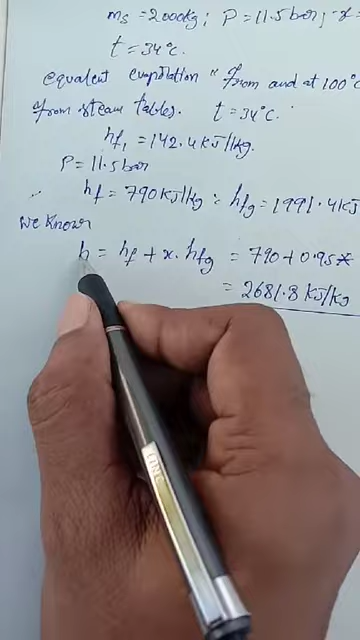 ms = 2000kg; P = 11.5 bar;
t = 34°c.
equvalent evaporation " from and at 100°c
from steam tables. t = 34°c.
hf1 = 142.4 KJ/kg.
P = 11.5 bar
hf = 790 KJ/kg : hfg = 1991.4 KJ
we known
h = hf + x. hfg = 790 + 0.95 *
= 2681.8 KJ/kg
LINC